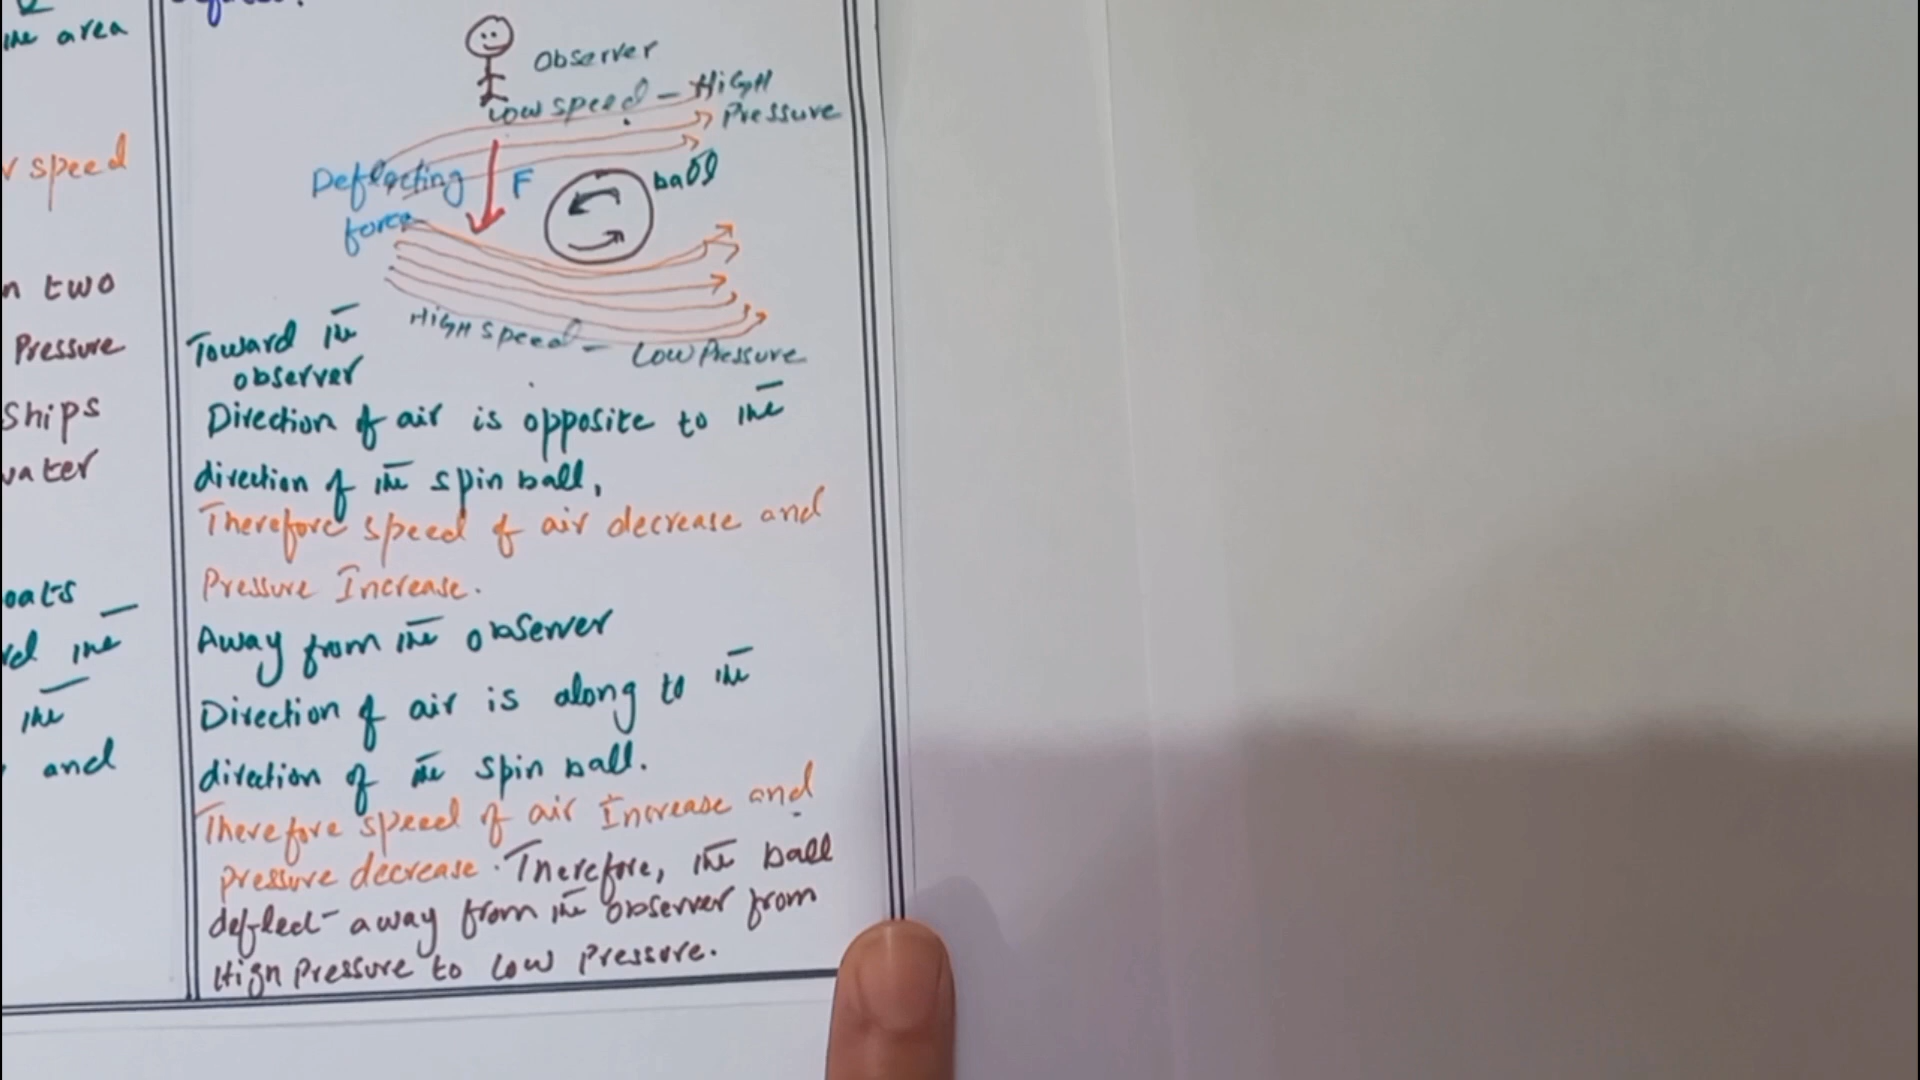 the area
speed
n two
Pressure
Ships
water
oats
the
the
and
Observer
Low speed – HiGH
Pressure
Deflecting
force
F
ball
HiGH speed – Low Pressure
Toward the
observer
Direction of air is opposite to the
direction of the spin ball,
Therefore speed of air decrease and
Pressure Increase.
Away from the observer
Direction of air is along to the
direction of the spin ball.
Therefore speed of air Increase and
pressure decrease. Therefore, the ball
deflect away from the observer from
High Pressure to Low Pressure.